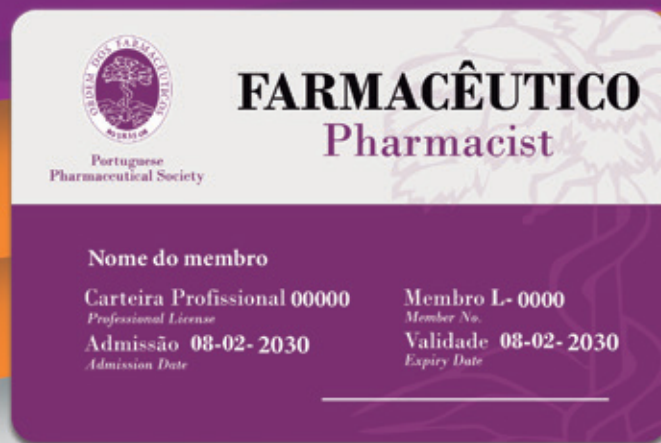 ORDEM DOS FARMACÊUTICOS
Portuguese
Pharmaceutical Society
FARMACÊUTICO
Pharmacist
Nome do membro
Carteira Profissional 00000
Professional License
Admissão 08-02-2030
Admission Date
Membro L-0000
Member No.
Validade 08-02-2030
Expiry Date